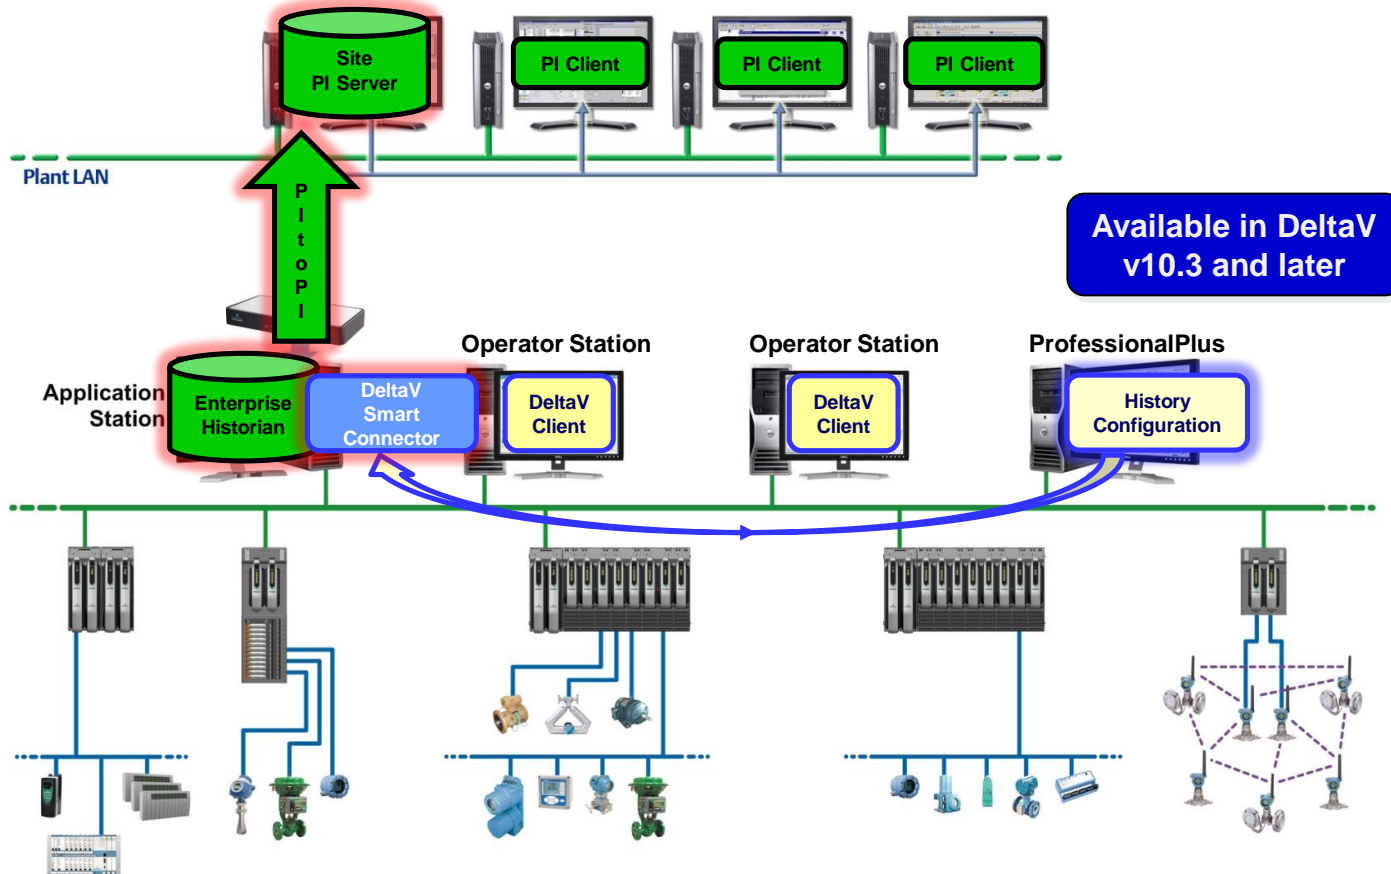 Site
PI Server
PI Client
PI Client
PI Client
Plant LAN
PItoPI
Available in DeltaV
v10.3 and later
Operator Station
Operator Station
ProfessionalPlus
Application
Station
Enterprise
Historian
DeltaV
Smart
Connector
DeltaV
Client
DeltaV
Client
History
Configuration